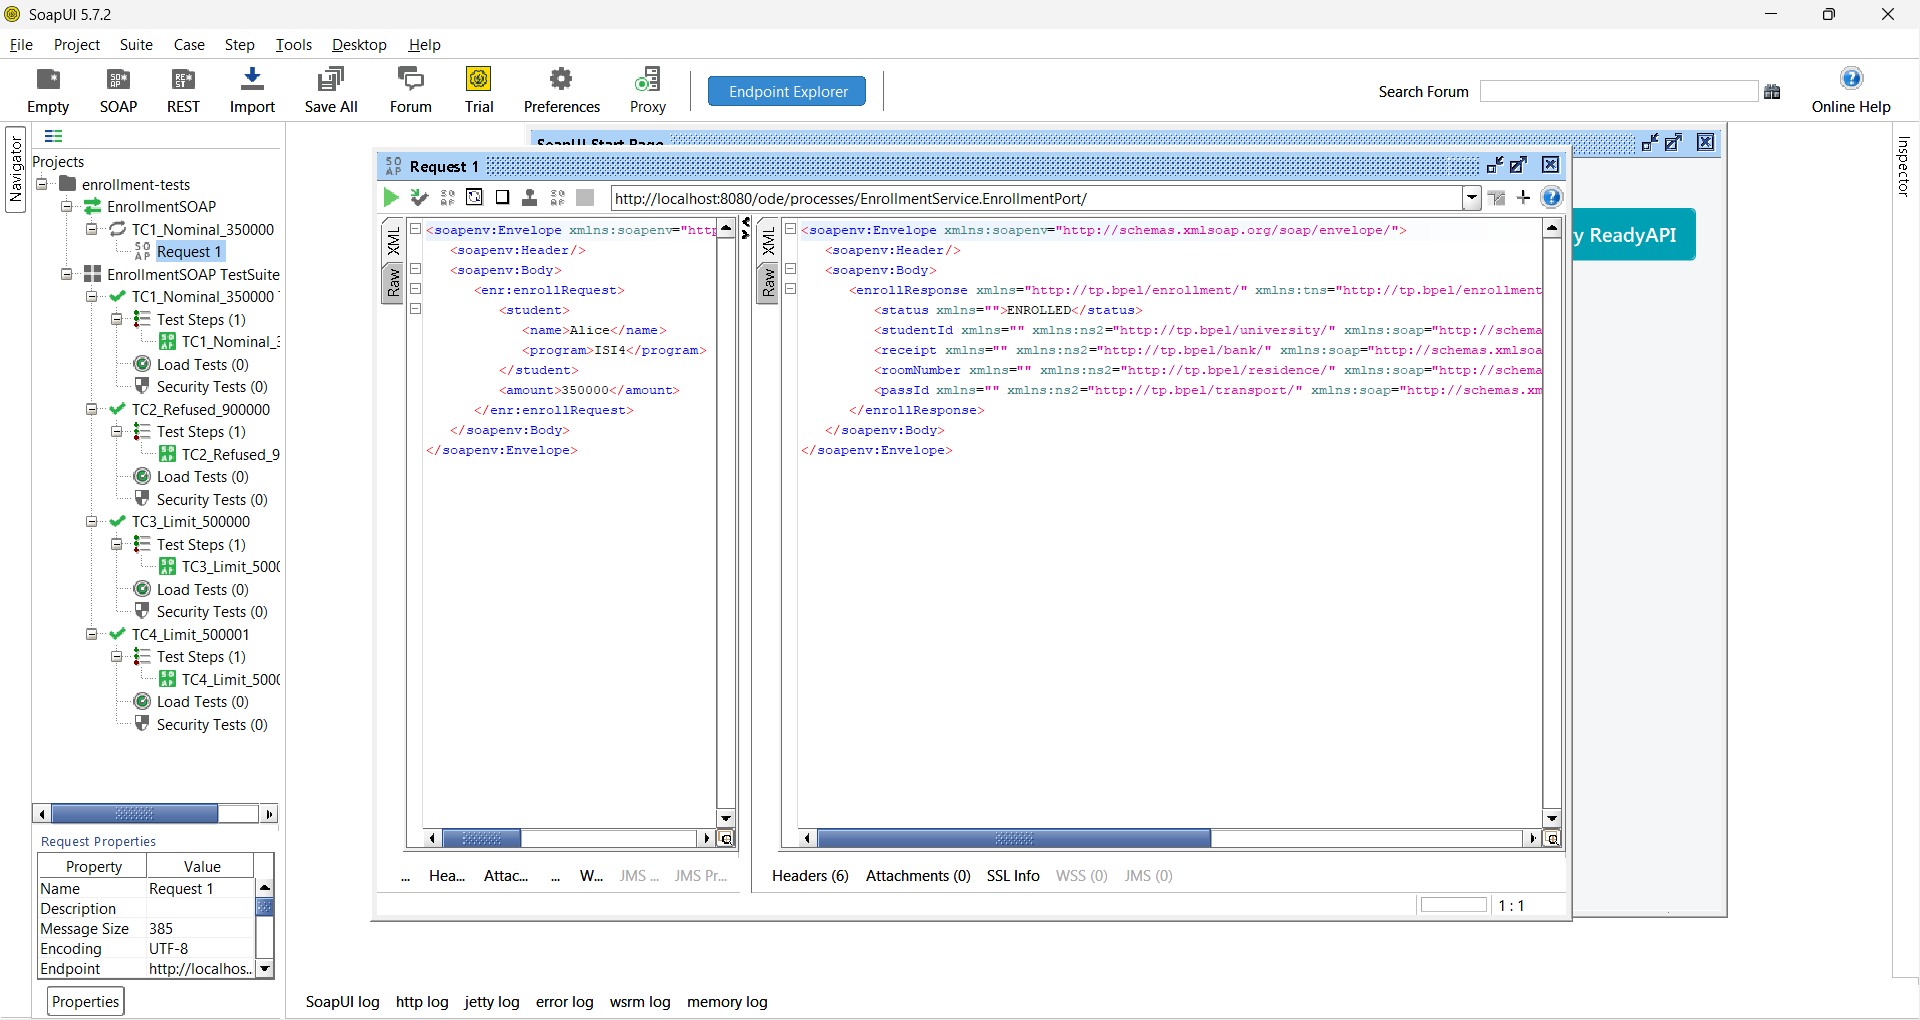 SoapUI 5.7.2
File Project Suite Case Step Tools Desktop Help
Empty SOAP REST Import Save All Forum Trial Preferences Proxy Endpoint Explorer Search Forum Online Help
Navigator
Inspector
Projects
enrollment-tests
EnrollmentSOAP
TC1_Nominal_350000
Request 1
EnrollmentSOAP TestSuite
TC1_Nominal_350000
Test Steps (1)
TC1_Nominal_3
Load Tests (0)
Security Tests (0)
TC2_Refused_900000
Test Steps (1)
TC2_Refused_9
Load Tests (0)
Security Tests (0)
TC3_Limit_500000
Test Steps (1)
TC3_Limit_5000
Load Tests (0)
Security Tests (0)
TC4_Limit_500001
Test Steps (1)
TC4_Limit_5000
Load Tests (0)
Security Tests (0)
Request Properties
Property Value
Name Request 1
Description
Message Size 385
Encoding UTF-8
Endpoint http://localhos...
Properties
SoapUI Start Page
y ReadyAPI
Request 1
http://localhost:8080/ode/processes/EnrollmentService.EnrollmentPort/
XML
Raw
<soapenv:Envelope xmlns:soapenv="http
<soapenv:Header/>
<soapenv:Body>
<enr:enrollRequest>
<student>
<name>Alice</name>
<program>ISI4</program>
</student>
<amount>350000</amount>
</enr:enrollRequest>
</soapenv:Body>
</soapenv:Envelope>
... Hea... Attac... ... W... JMS ... JMS Pr...
XML
Raw
<soapenv:Envelope xmlns:soapenv="http://schemas.xmlsoap.org/soap/envelope/">
<soapenv:Header/>
<soapenv:Body>
<enrollResponse xmlns="http://tp.bpel/enrollment/" xmlns:tns="http://tp.bpel/enrollment
<status xmlns="">ENROLLED</status>
<studentId xmlns="" xmlns:ns2="http://tp.bpel/university/" xmlns:soap="http://schema
<receipt xmlns="" xmlns:ns2="http://tp.bpel/bank/" xmlns:soap="http://schemas.xmlsoa
<roomNumber xmlns="" xmlns:ns2="http://tp.bpel/residence/" xmlns:soap="http://schema
<passId xmlns="" xmlns:ns2="http://tp.bpel/transport/" xmlns:soap="http://schemas.xm
</enrollResponse>
</soapenv:Body>
</soapenv:Envelope>
Headers (6) Attachments (0) SSL Info WSS (0) JMS (0)
1 : 1
SoapUI log http log jetty log error log wsrm log memory log